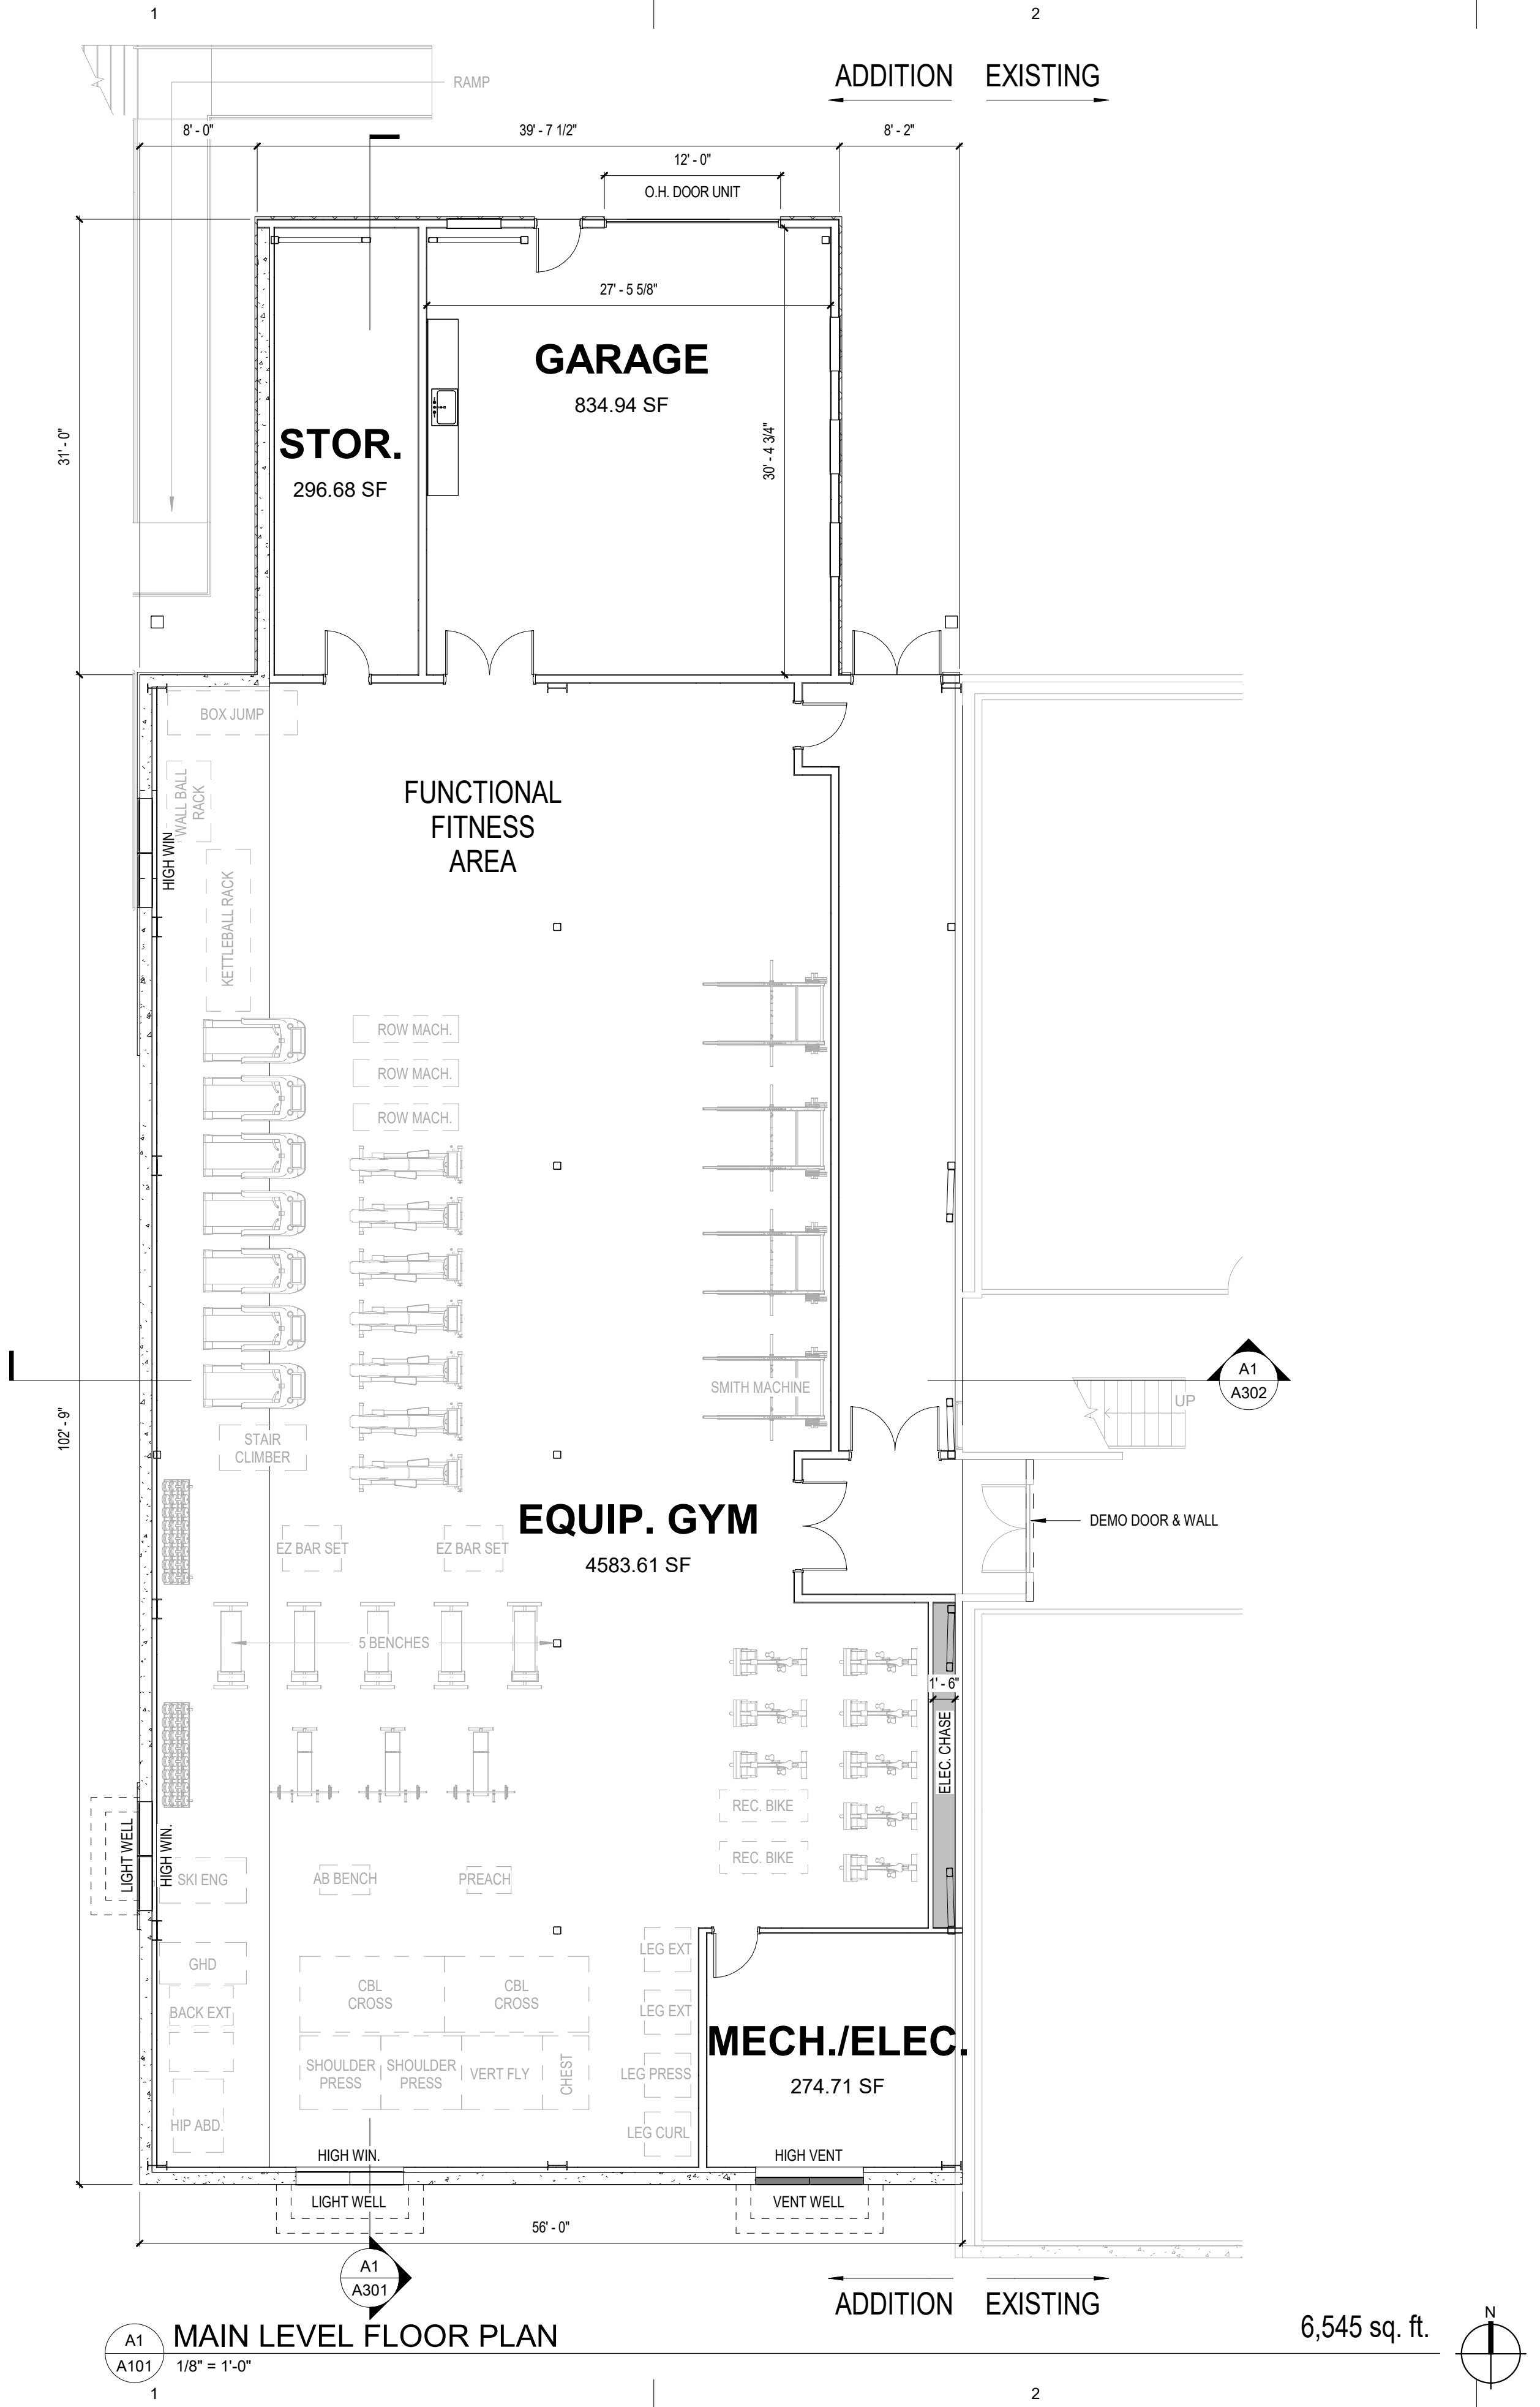 1
2
RAMP
ADDITION EXISTING
8' - 0"
39' - 7 1/2"
8' - 2"
12' - 0"
O.H. DOOR UNIT
27' - 5 5/8"
GARAGE
834.94 SF
31' - 0"
STOR.
296.68 SF
30' - 4 3/4"
BOX JUMP
WALL BALL
RACK
HIGH WIN
FUNCTIONAL
FITNESS
AREA
KETTLEBALL RACK
ROW MACH.
ROW MACH.
ROW MACH.
SMITH MACHINE
A1
A302
UP
102' - 9"
STAIR
CLIMBER
EQUIP. GYM
4583.61 SF
DEMO DOOR & WALL
EZ BAR SET
EZ BAR SET
5 BENCHES
1' - 6"
ELEC. CHASE
REC. BIKE
REC. BIKE
LIGHT WELL
HIGH WIN.
SKI ENG
AB BENCH
PREACH
GHD
BACK EXT
HIP ABD.
CBL
CROSS
CBL
CROSS
SHOULDER
PRESS
SHOULDER
PRESS
VERT FLY
CHEST
LEG EXT
LEG EXT
LEG PRESS
LEG CURL
MECH./ELEC.
274.71 SF
HIGH WIN.
HIGH VENT
LIGHT WELL
VENT WELL
56' - 0"
A1
A301
ADDITION EXISTING
A1
A101
MAIN LEVEL FLOOR PLAN
1/8" = 1'-0"
6,545 sq. ft.
N
1
2